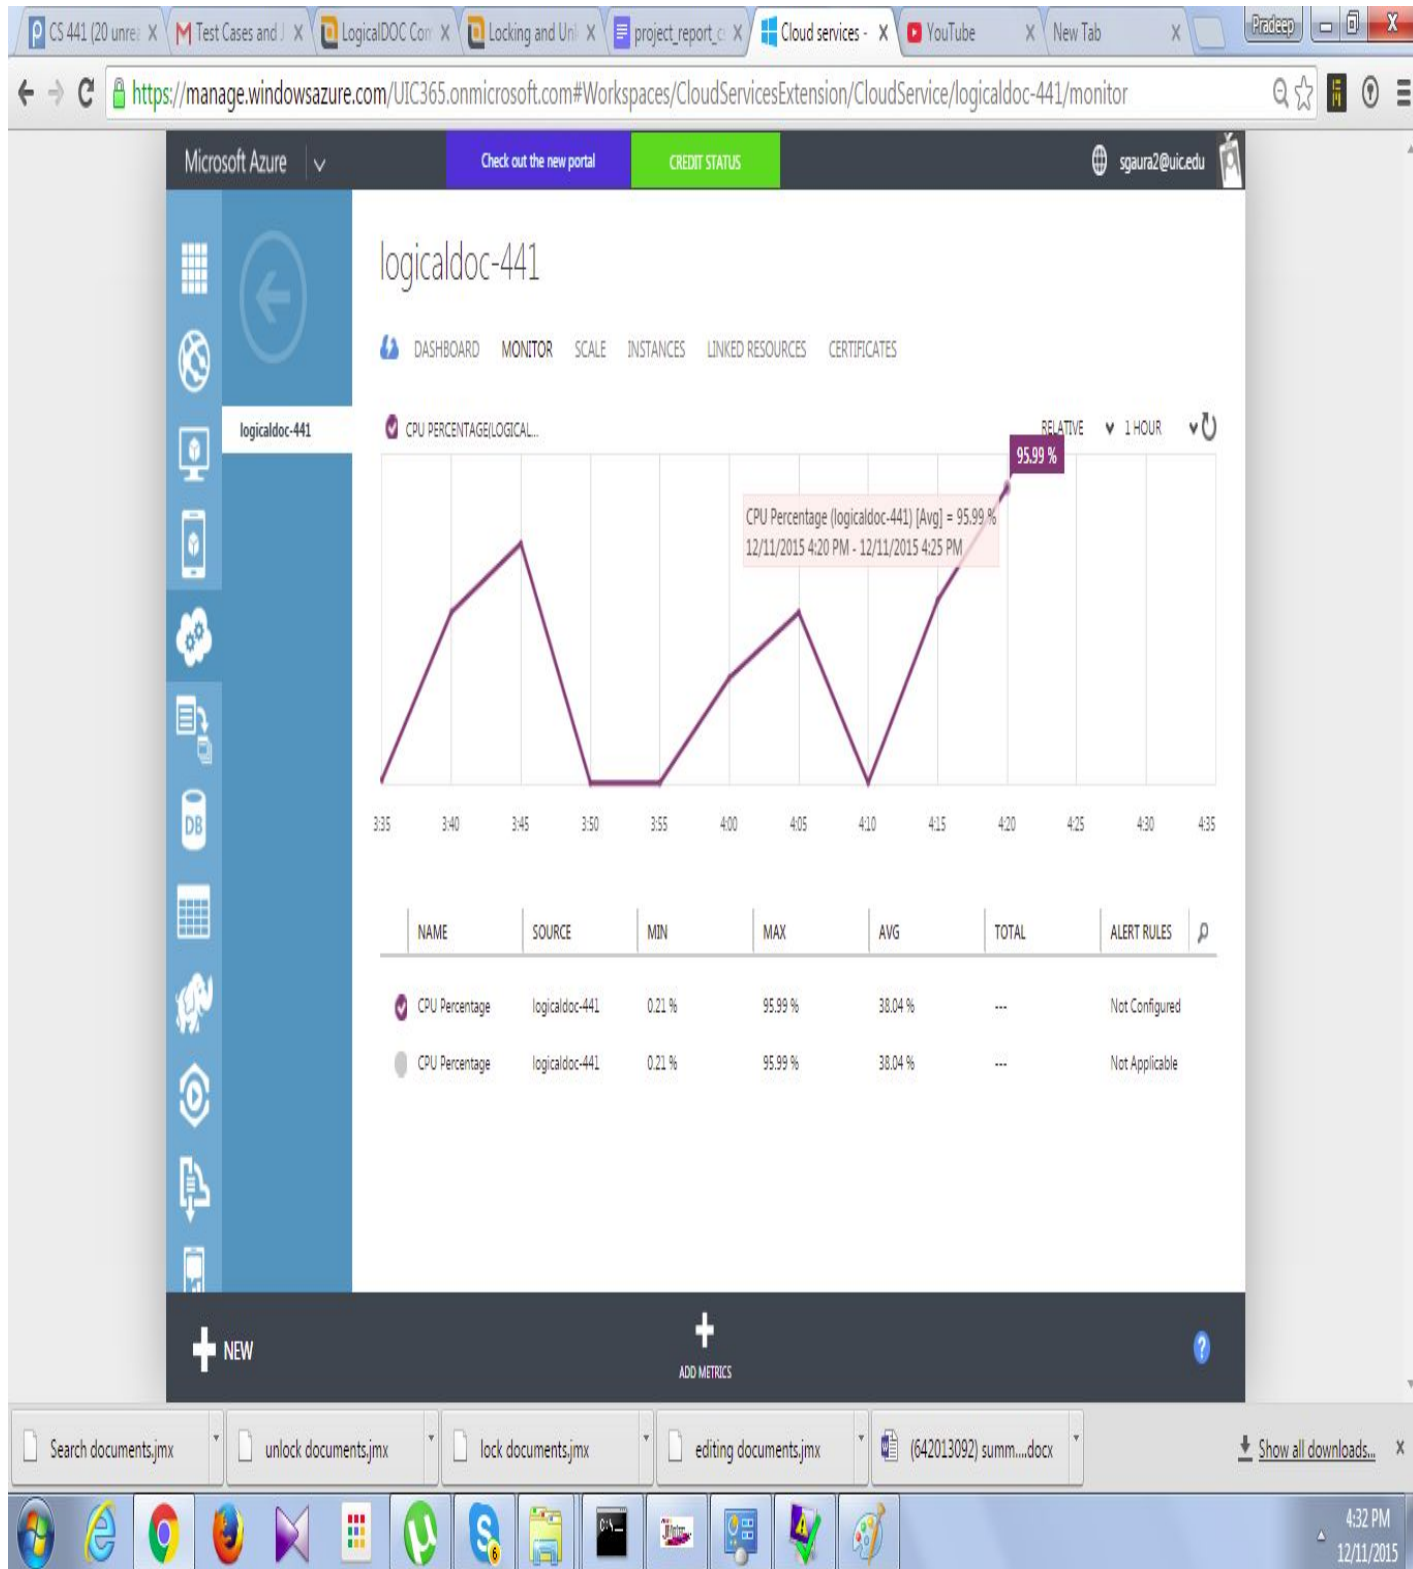 CS 441 (20 unre
Test Cases and J
LogicalDOC Com
Locking and Unl
project_report_c
Cloud services -
YouTube
New Tab
Pradeep
https://manage.windowsazure.com/UIC365.onmicrosoft.com#Workspaces/CloudServicesExtension/CloudService/logicaldoc-441/monitor
Microsoft Azure
Check out the new portal
CREDIT STATUS
sgaura2@uic.edu
logicaldoc-441
DASHBOARD MONITOR SCALE INSTANCES LINKED RESOURCES CERTIFICATES
logicaldoc-441
CPU PERCENTAGE(LOGICAL...
RELATIVE 1 HOUR
95.99 %
CPU Percentage (logicaldoc-441) [Avg] = 95.99 %
12/11/2015 4:20 PM - 12/11/2015 4:25 PM
3:35 3:40 3:45 3:50 3:55 4:00 4:05 4:10 4:15 4:20 4:25 4:30 4:35
DB
NAME SOURCE MIN MAX AVG TOTAL ALERT RULES
CPU Percentage logicaldoc-441 0.21 % 95.99 % 38.04 % --- Not Configured
CPU Percentage logicaldoc-441 0.21 % 95.99 % 38.04 % --- Not Applicable
NEW
ADD METRICS
?
Search documents.jmx
unlock documents.jmx
lock documents.jmx
editing documents.jmx
(642013092) summ....docx
Show all downloads...
C:\_
6
4:32 PM
12/11/2015